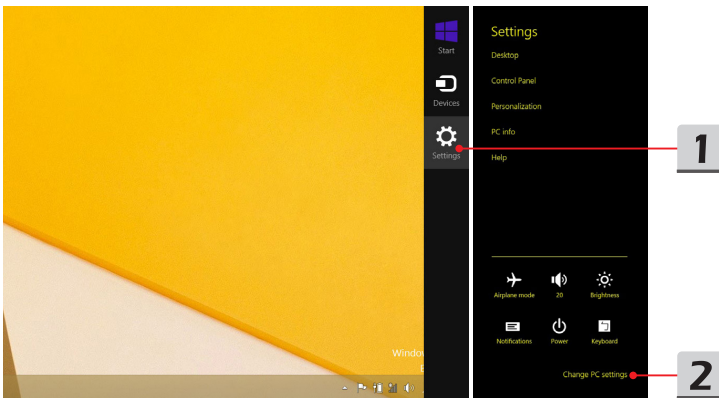 Start
Devices
Settings
Settings
Desktop
Control Panel
Personalization
PC info
Help
Airplane mode
20
Brightness
Notifications
Power
Keyboard
Change PC settings
1
2
Windo